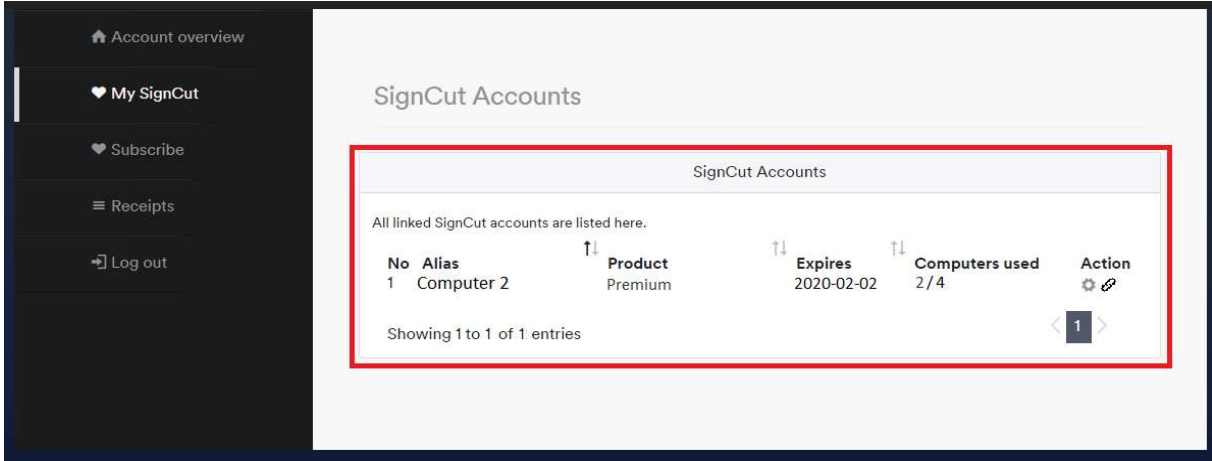 Account overview
My SignCut
Subscribe
Receipts
Log out
SignCut Accounts
SignCut Accounts
All linked SignCut accounts are listed here.
No Alias Product Expires Computers used Action
1 Computer 2 Premium 2020-02-02 2/4
Showing 1 to 1 of 1 entries
1